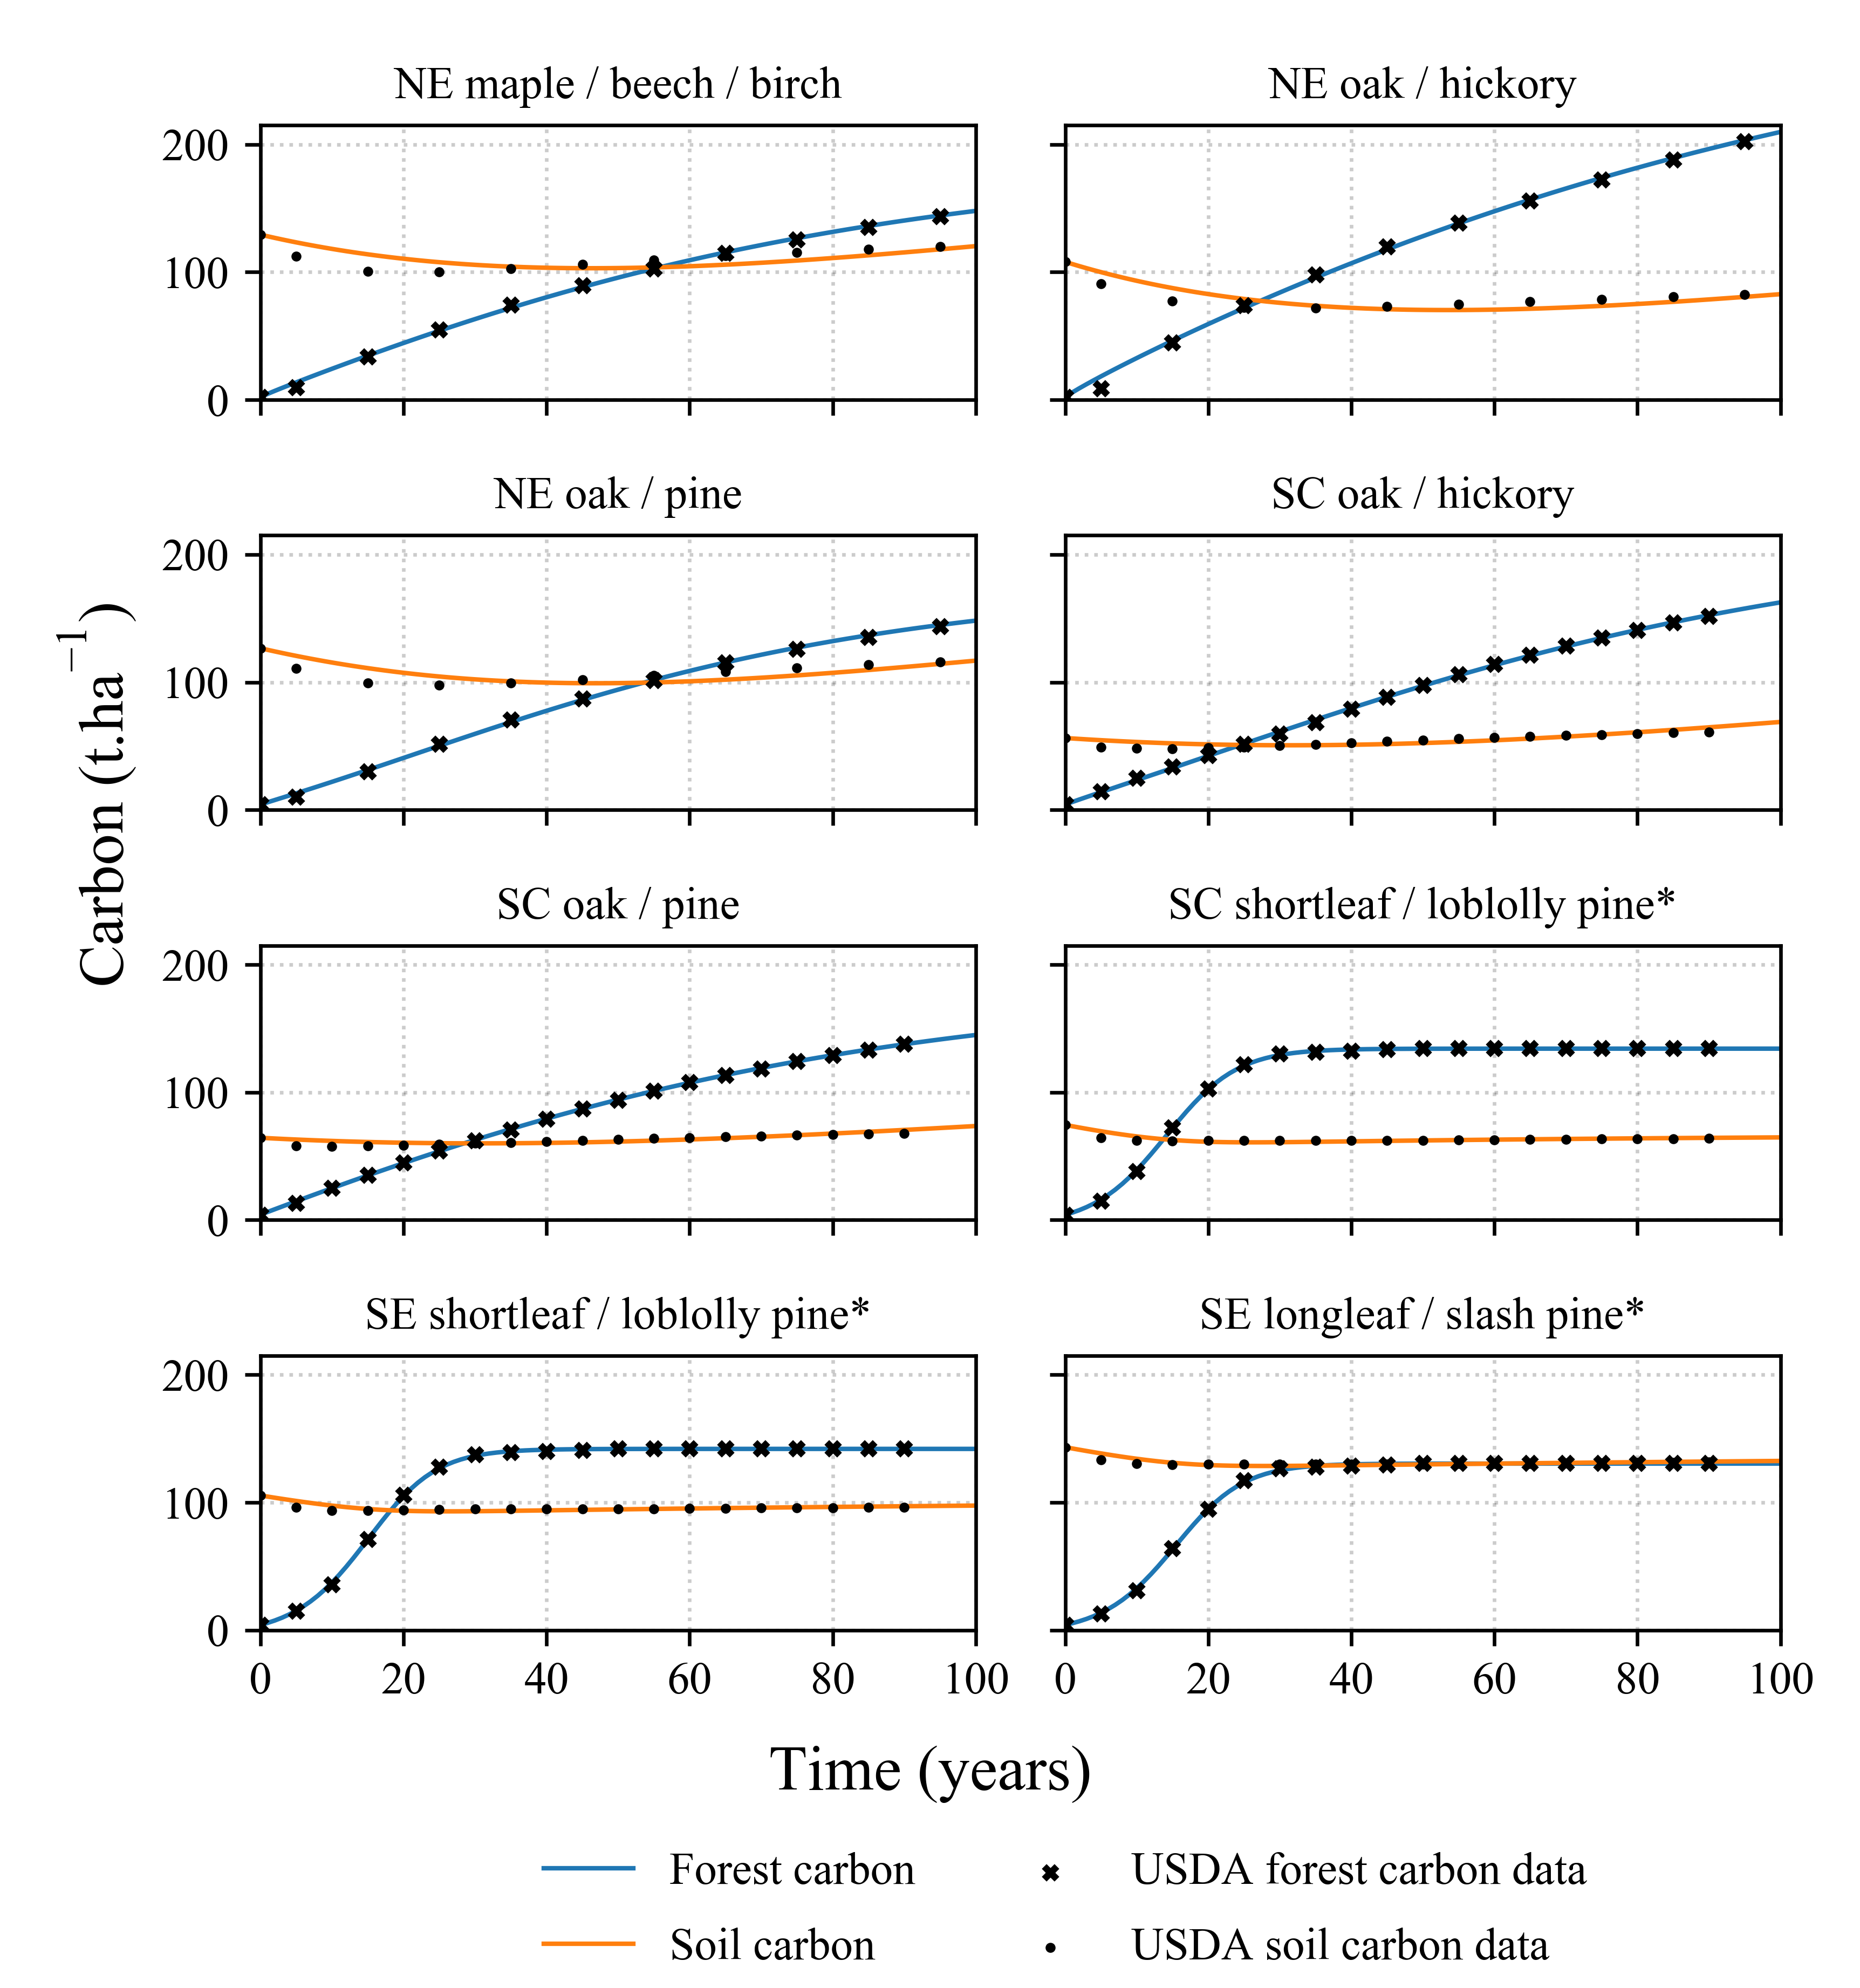 NE maple / beech / birch
NE oak / hickory
200
100
0
NE oak / pine
SC oak / hickory
200
100
0
Carbon (t.ha⁻¹)
SC oak / pine
SC shortleaf / loblolly pine*
200
100
0
SE shortleaf / loblolly pine*
SE longleaf / slash pine*
200
100
0
0 20 40 60 80 100
0 20 40 60 80 100
Time (years)
Forest carbon
USDA forest carbon data
Soil carbon
USDA soil carbon data